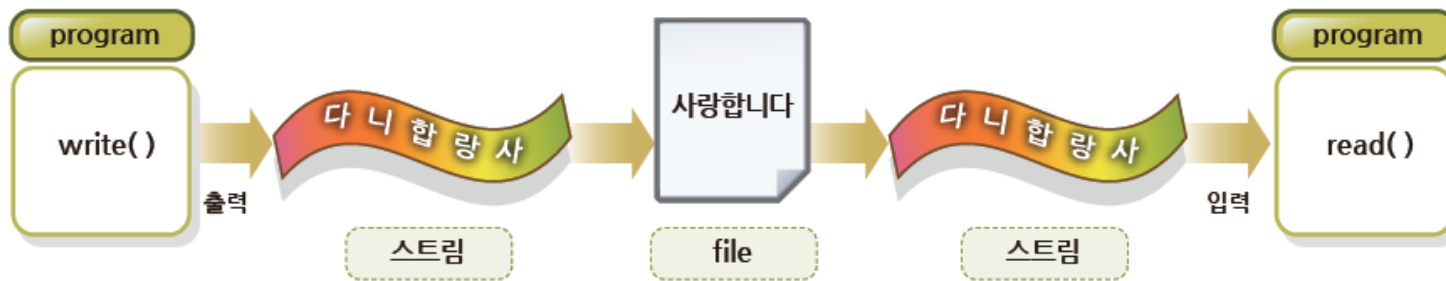 program
program
write( )
다 니 합 랑 사
사랑합니다
다 니 합 랑 사
read( )
출력
입력
스트림
file
스트림